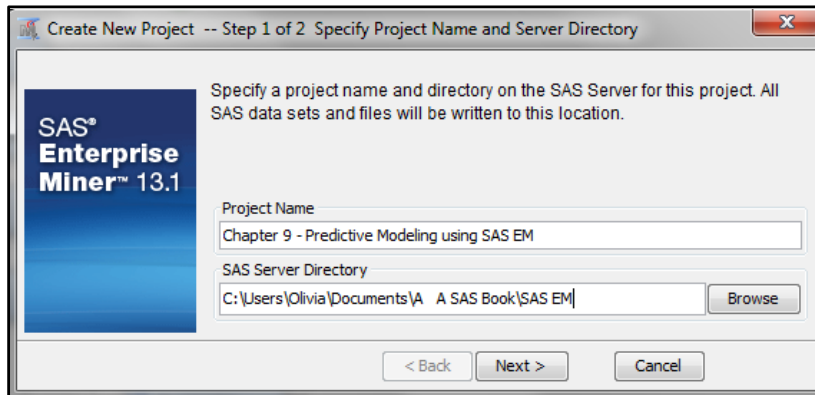 Create New Project -- Step 1 of 2 Specify Project Name and Server Directory
X
SAS®
Enterprise
Miner™ 13.1
Specify a project name and directory on the SAS Server for this project. All
SAS data sets and files will be written to this location.
Project Name
Chapter 9 - Predictive Modeling using SAS EM
SAS Server Directory
C:\Users\Olivia\Documents\A   A SAS Book\SAS EM
Browse
< Back
Next >
Cancel